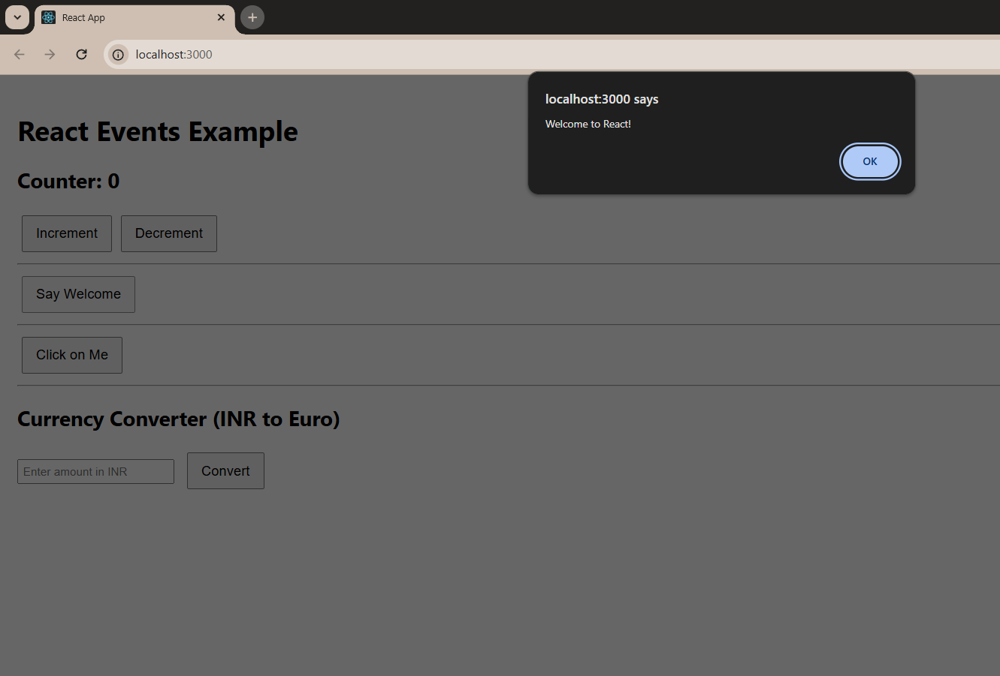 React App
localhost:3000
localhost:3000 says
Welcome to React!
OK
React Events Example
Counter: 0
Increment Decrement
Say Welcome
Click on Me
Currency Converter (INR to Euro)
Enter amount in INR Convert